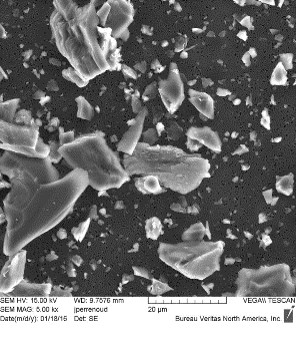 SEM HV: 15.00 kV WD: 9.7576 mm VEGA\\ TESCAN
SEM MAG: 5.00 kx jperrenoud
Date(m/d/y): 01/18/16 Det: SE 20 µm Bureau Veritas North America, Inc.